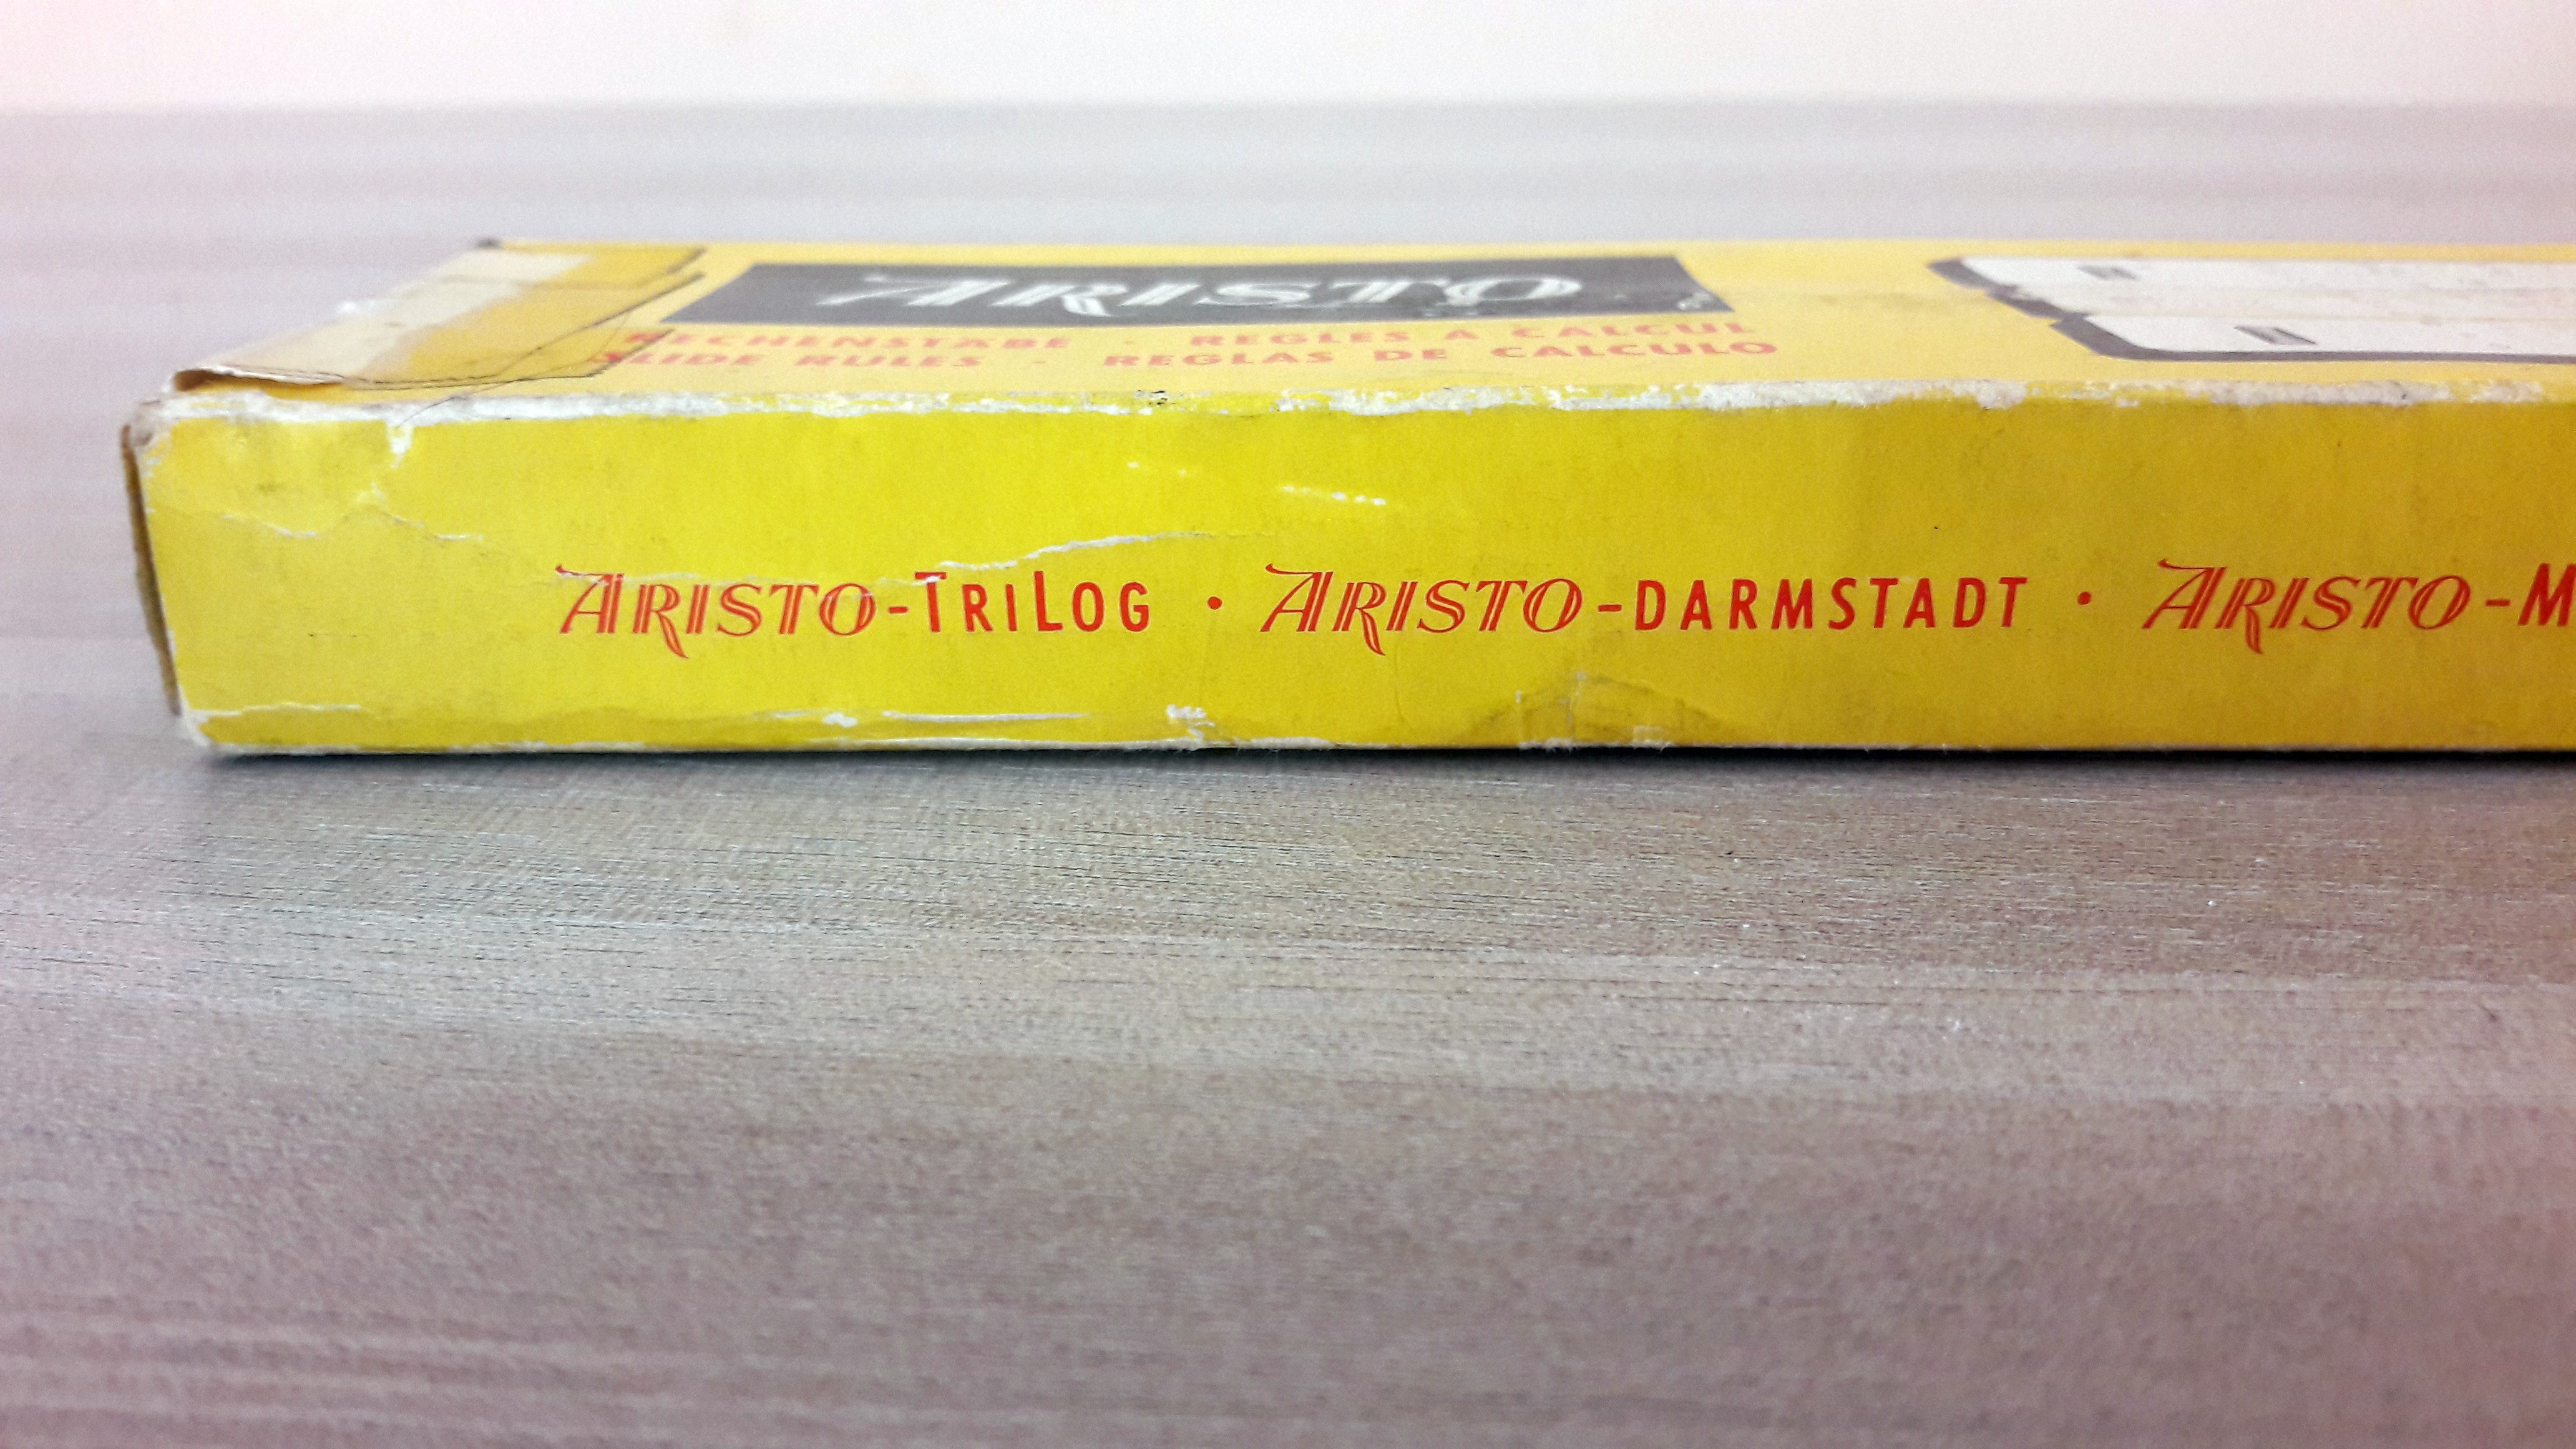 ARISTO
RECHENSTÄBE · REGLES A CALCUL
SLIDE RULES · REGLAS DE CALCULO
ARISTO-TRILOG · ARISTO-DARMSTADT · ARISTO-M